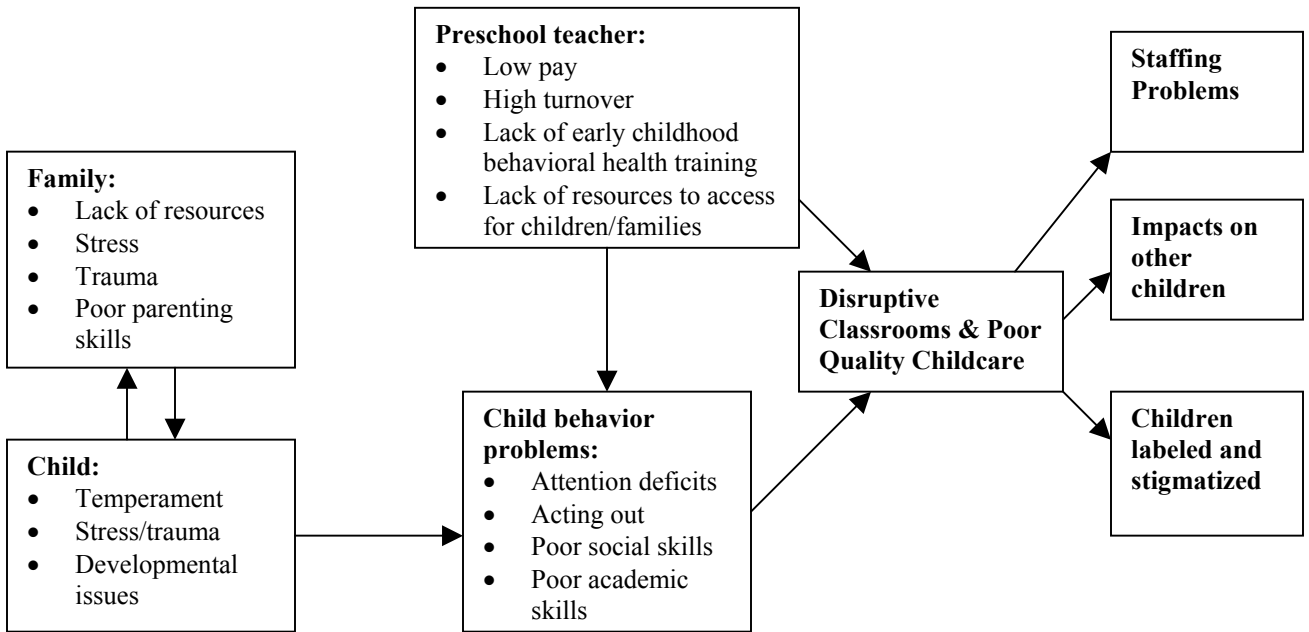 Family:
• Lack of resources
• Stress
• Trauma
• Poor parenting
skills
Child:
• Temperament
• Stress/trauma
• Developmental
issues
Preschool teacher:
• Low pay
• High turnover
• Lack of early childhood
behavioral health training
• Lack of resources to access
for children/families
Child behavior
problems:
• Attention deficits
• Acting out
• Poor social skills
• Poor academic
skills
Disruptive
Classrooms & Poor
Quality Childcare
Staffing
Problems
Impacts on
other
children
Children
labeled and
stigmatized